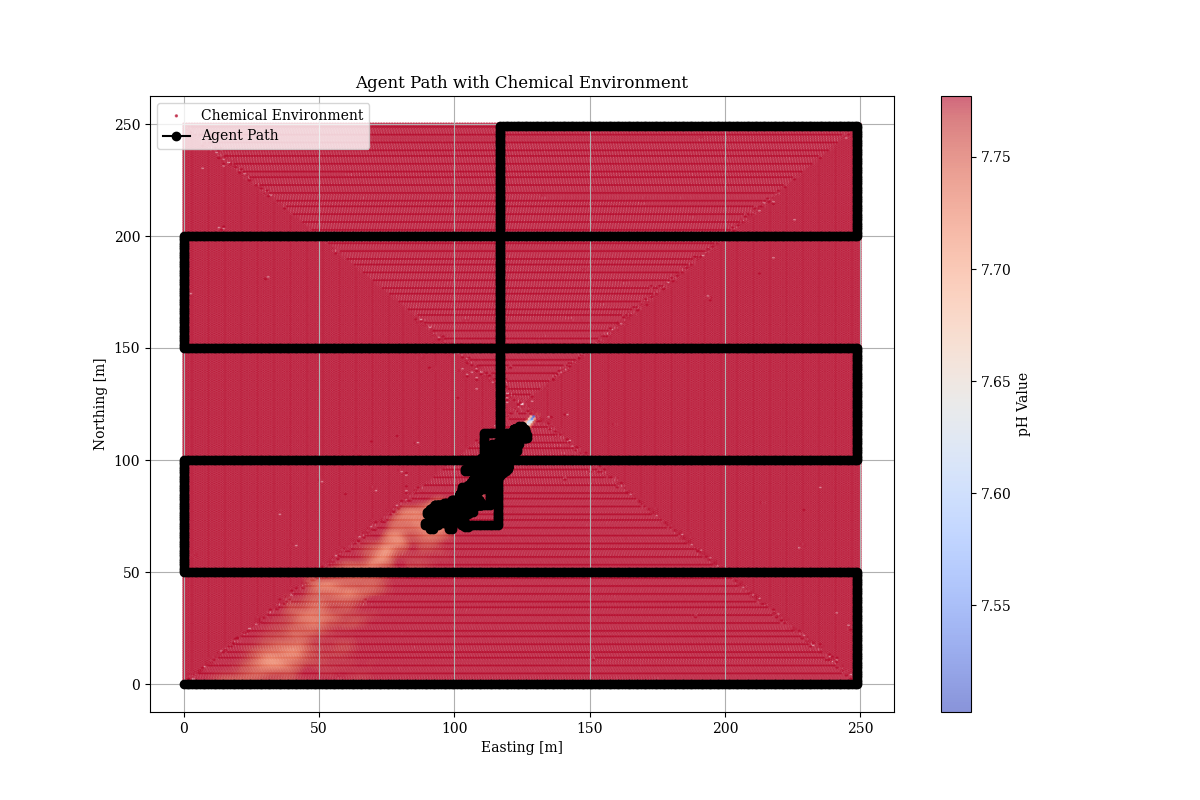 Agent Path with Chemical Environment
Chemical Environment
Agent Path
250
200
150
100
50
0
Northing [m]
0 50 100 150 200 250
Easting [m]
7.75
7.70
7.65
7.60
7.55
pH Value